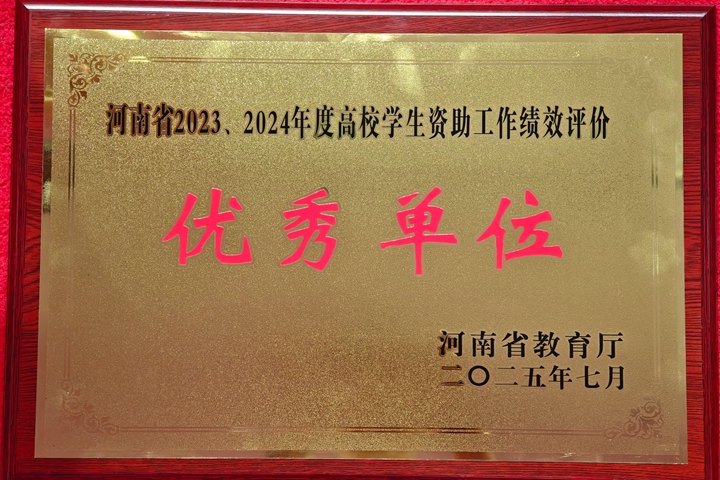 河南省2023、2024年度高校学生资助工作绩效评价
优秀单位
河南省教育厅
二〇二五年七月